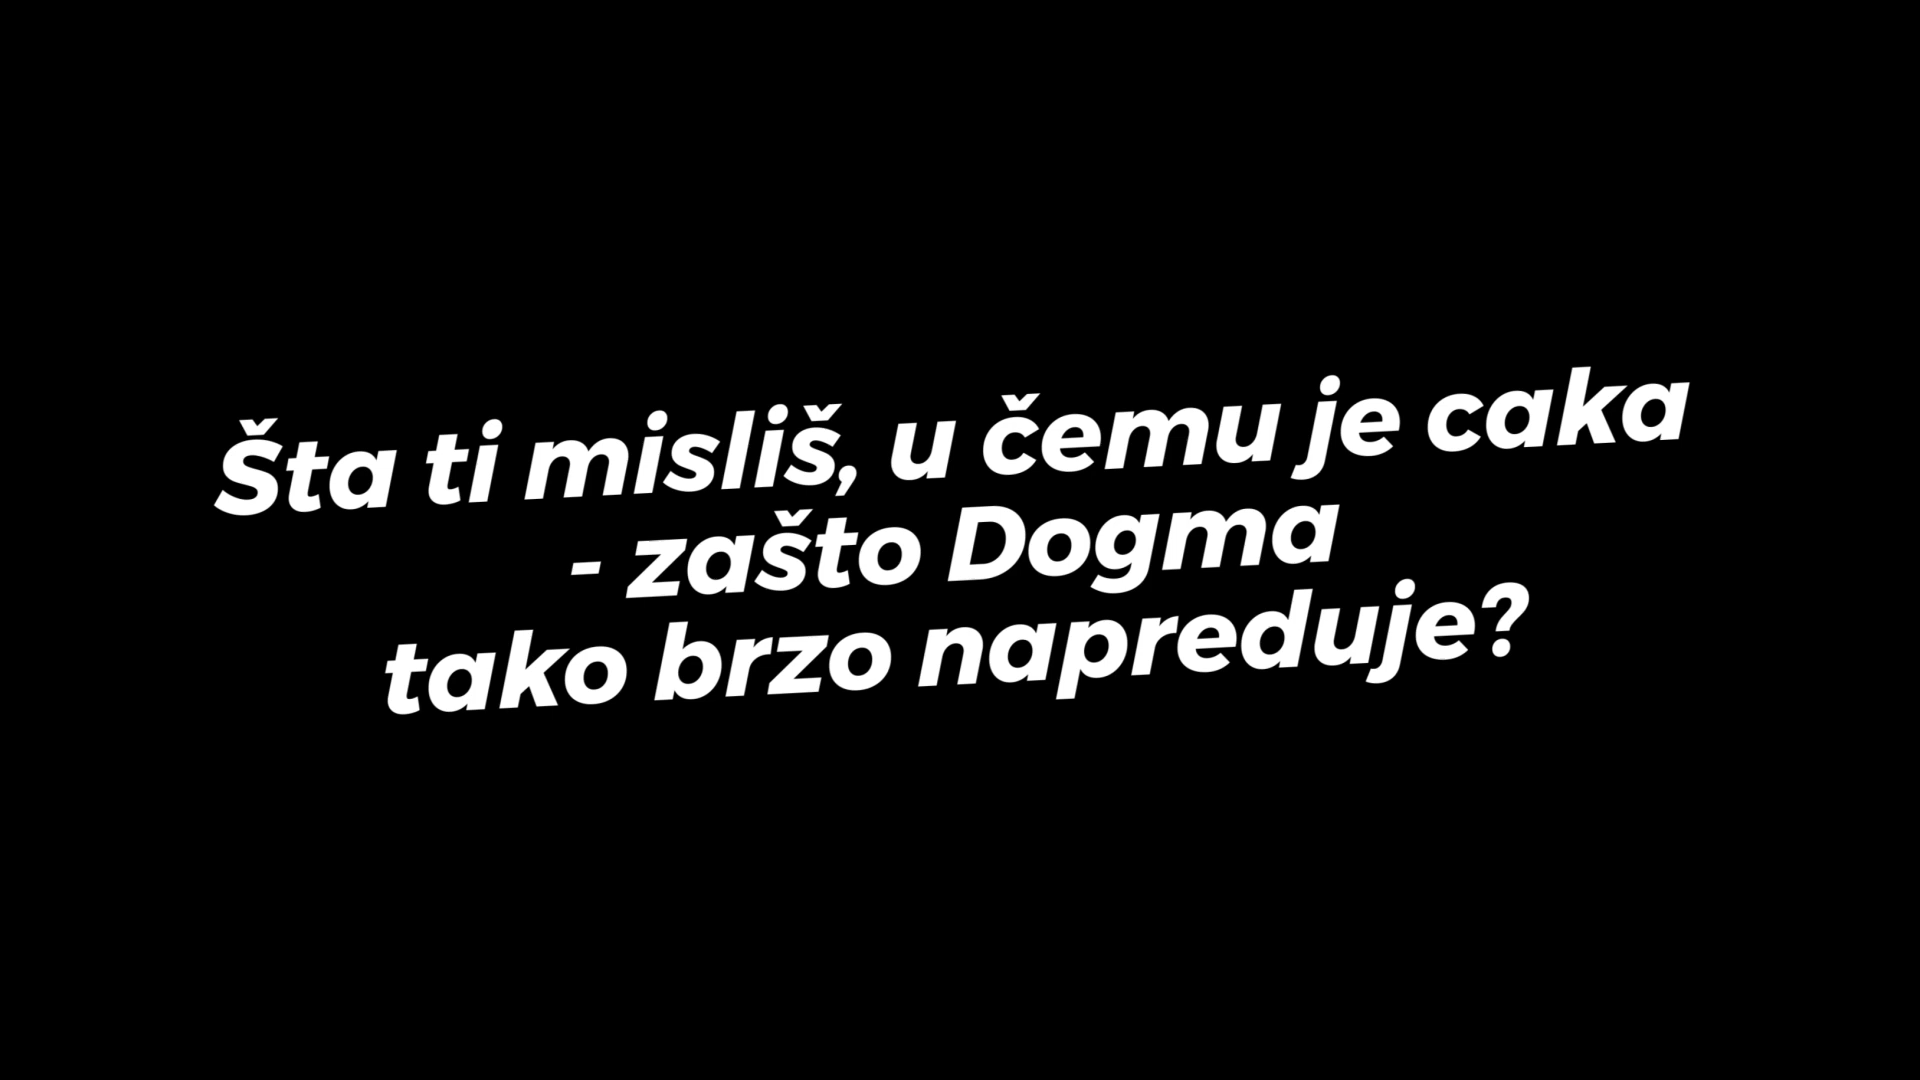 Šta ti misliš, u čemu je caka
- zašto Dogma
tako brzo napreduje?